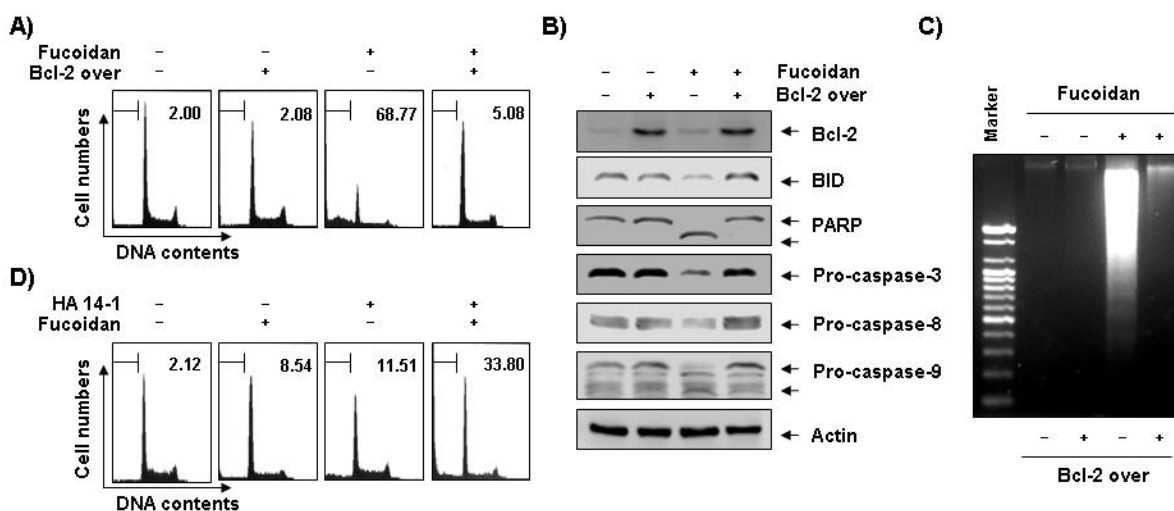 A)
Fucoidan – – + +
Bcl-2 over – + – +
2.00 2.08 68.77 5.08
Cell numbers
DNA contents
B)
– – + + Fucoidan
– + – + Bcl-2 over
Bcl-2
BID
PARP
Pro-caspase-3
Pro-caspase-8
Pro-caspase-9
Actin
C)
Marker
Fucoidan
– – + +
– + – +
Bcl-2 over
D)
HA 14-1 – – + +
Fucoidan – + – +
2.12 8.54 11.51 33.80
Cell numbers
DNA contents